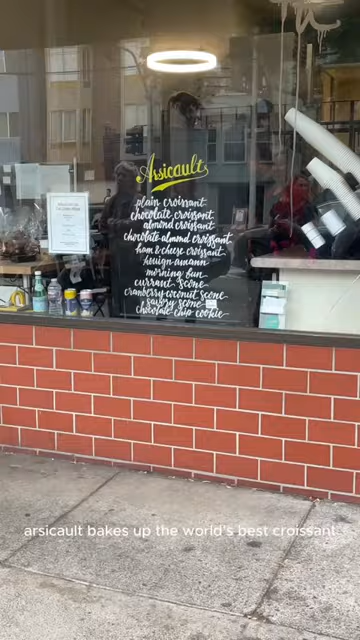 Arsicault
plain croissant
chocolate croissant
almond croissant
chocolate almond croissant
ham & cheese croissant
kouign-amann
morning bun
currant scone
cranberry coconut scone
savory scone
chocolate chip cookie
arsicault bakes up the world's best croissant